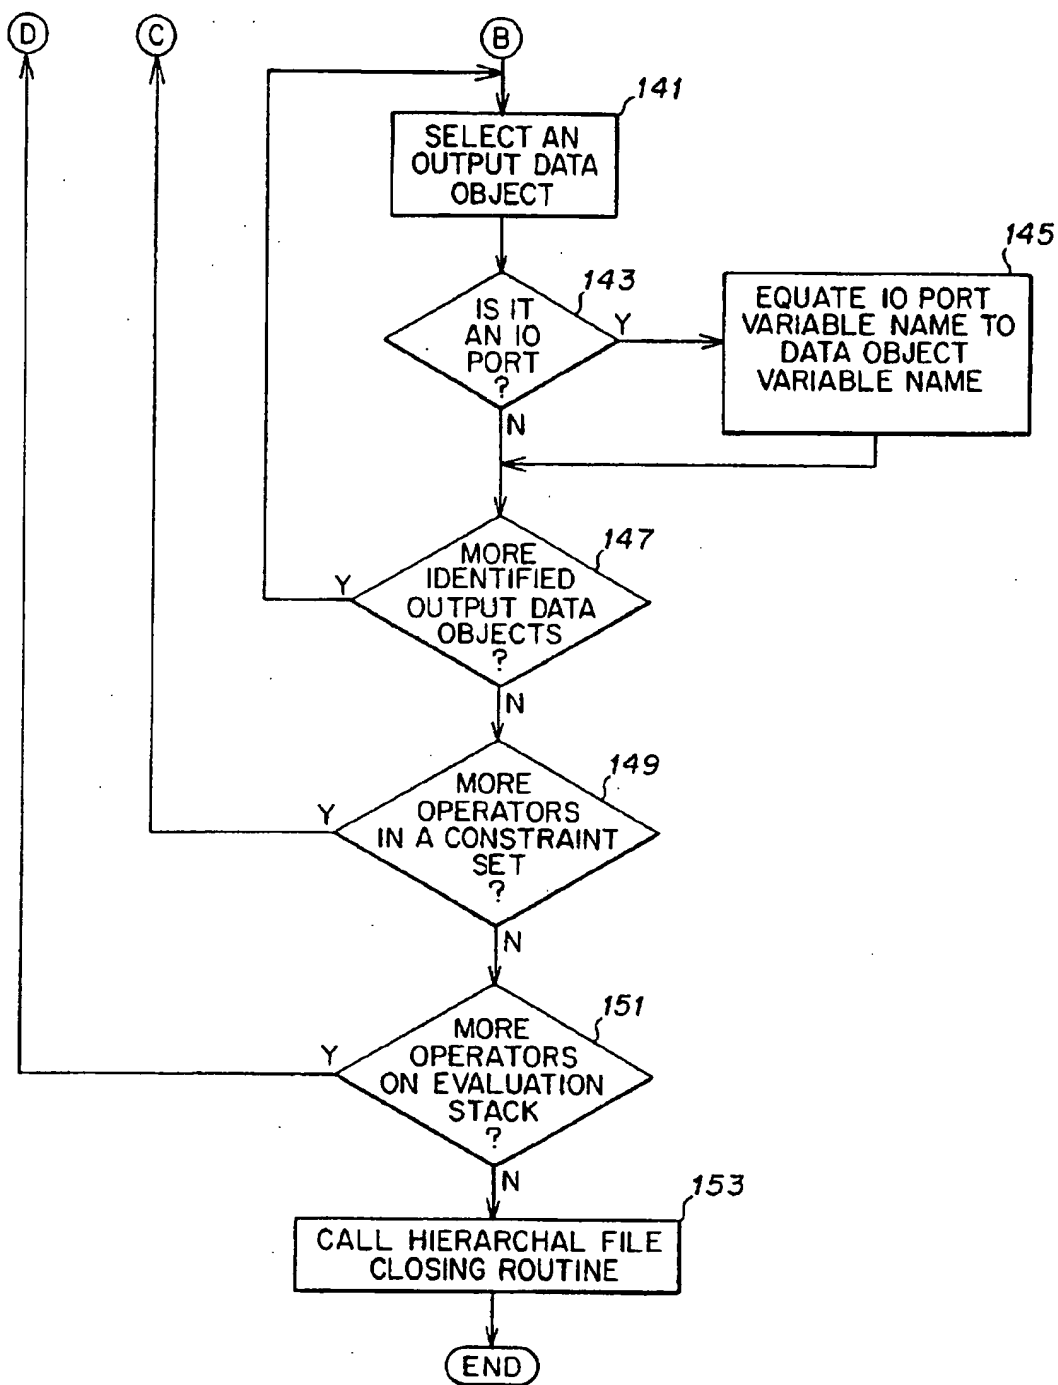 D
C
B
141
SELECT AN
OUTPUT DATA
OBJECT
143
IS IT
AN IO
PORT
?
Y
N
145
EQUATE IO PORT
VARIABLE NAME TO
DATA OBJECT
VARIABLE NAME
147
MORE
IDENTIFIED
OUTPUT DATA
OBJECTS
?
Y
N
149
MORE
OPERATORS
IN A CONSTRAINT
SET
?
Y
N
151
MORE
OPERATORS
ON EVALUATION
STACK
?
Y
N
153
CALL HIERARCHAL FILE
CLOSING ROUTINE
END